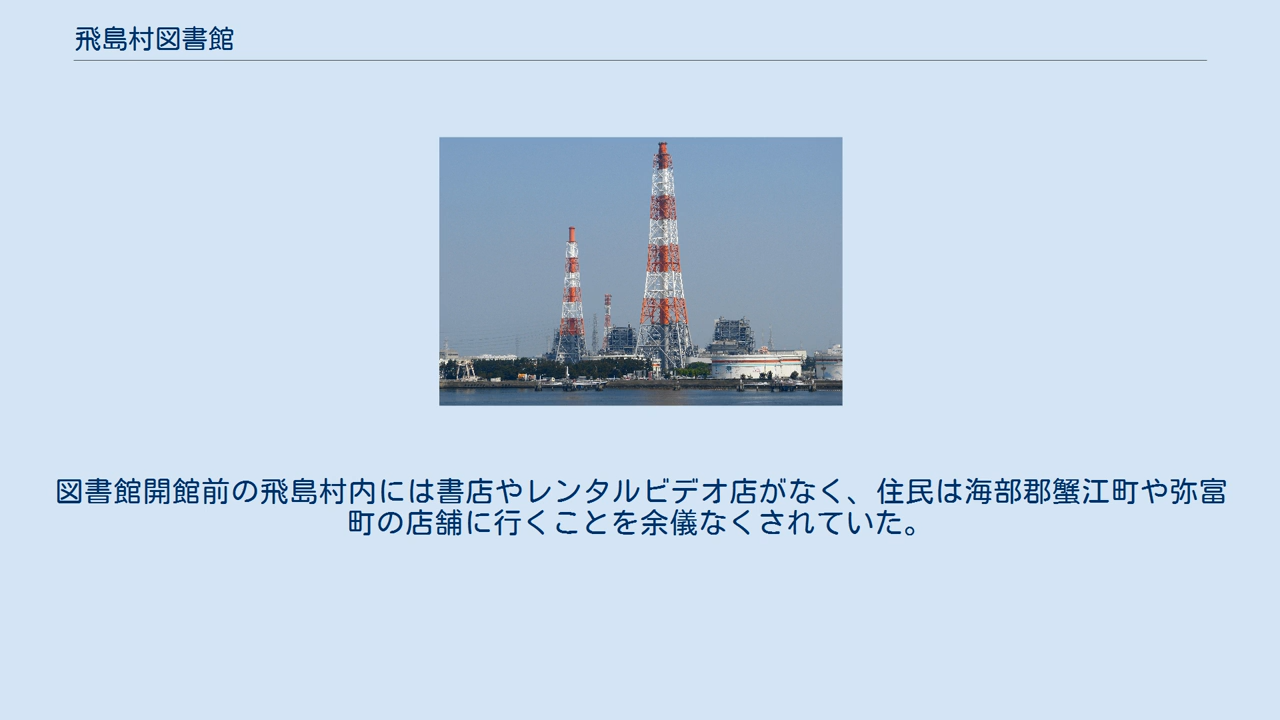 飛島村図書館
図書館開館前の飛島村内には書店やレンタルビデオ店がなく、住民は海部郡蟹江町や弥富
町の店舗に行くことを余儀なくされていた。